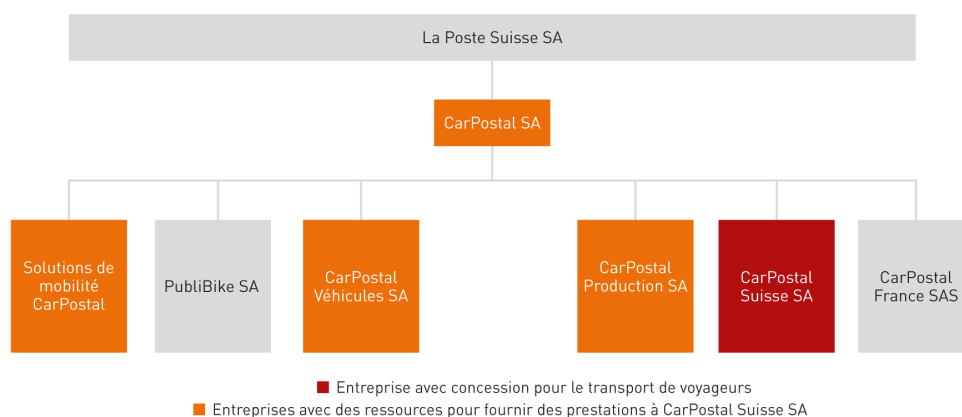 La Poste Suisse SA
CarPostal SA
Solutions de
mobilité
CarPostal
PubliBike SA
CarPostal
Véhicules SA
CarPostal
Production SA
CarPostal
Suisse SA
CarPostal
France SAS
Entreprise avec concession pour le transport de voyageurs
Entreprises avec des ressources pour fournir des prestations à CarPostal Suisse SA